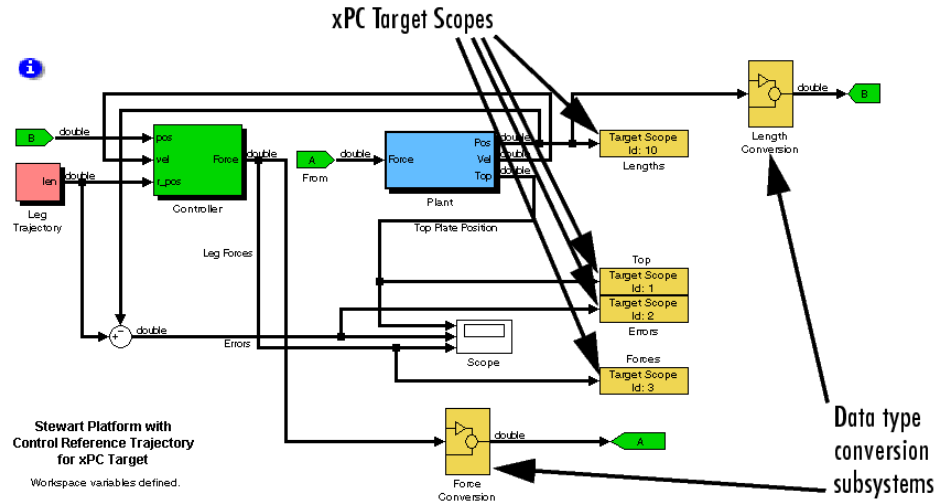 xPC Target Scopes
i
double
B
double
Length
Conversion
B
double
pos
vel
r_pos
Force
Controller
double
A
From
double
Force
Pos
Vel
Top
Plant
double
double
double
Target Scope
Id: 10
Lengths
len
Leg
Trajectory
double
Top Plate Position
Leg Forces
Top
Target Scope
Id: 1
Target Scope
Id: 2
Errors
+
−
double
Errors
Scope
Forces
Target Scope
Id: 3
Stewart Platform with
Control Reference Trajectory
for xPC Target
Workspace variables defined.
double
A
Force
Conversion
Data type
conversion
subsystems